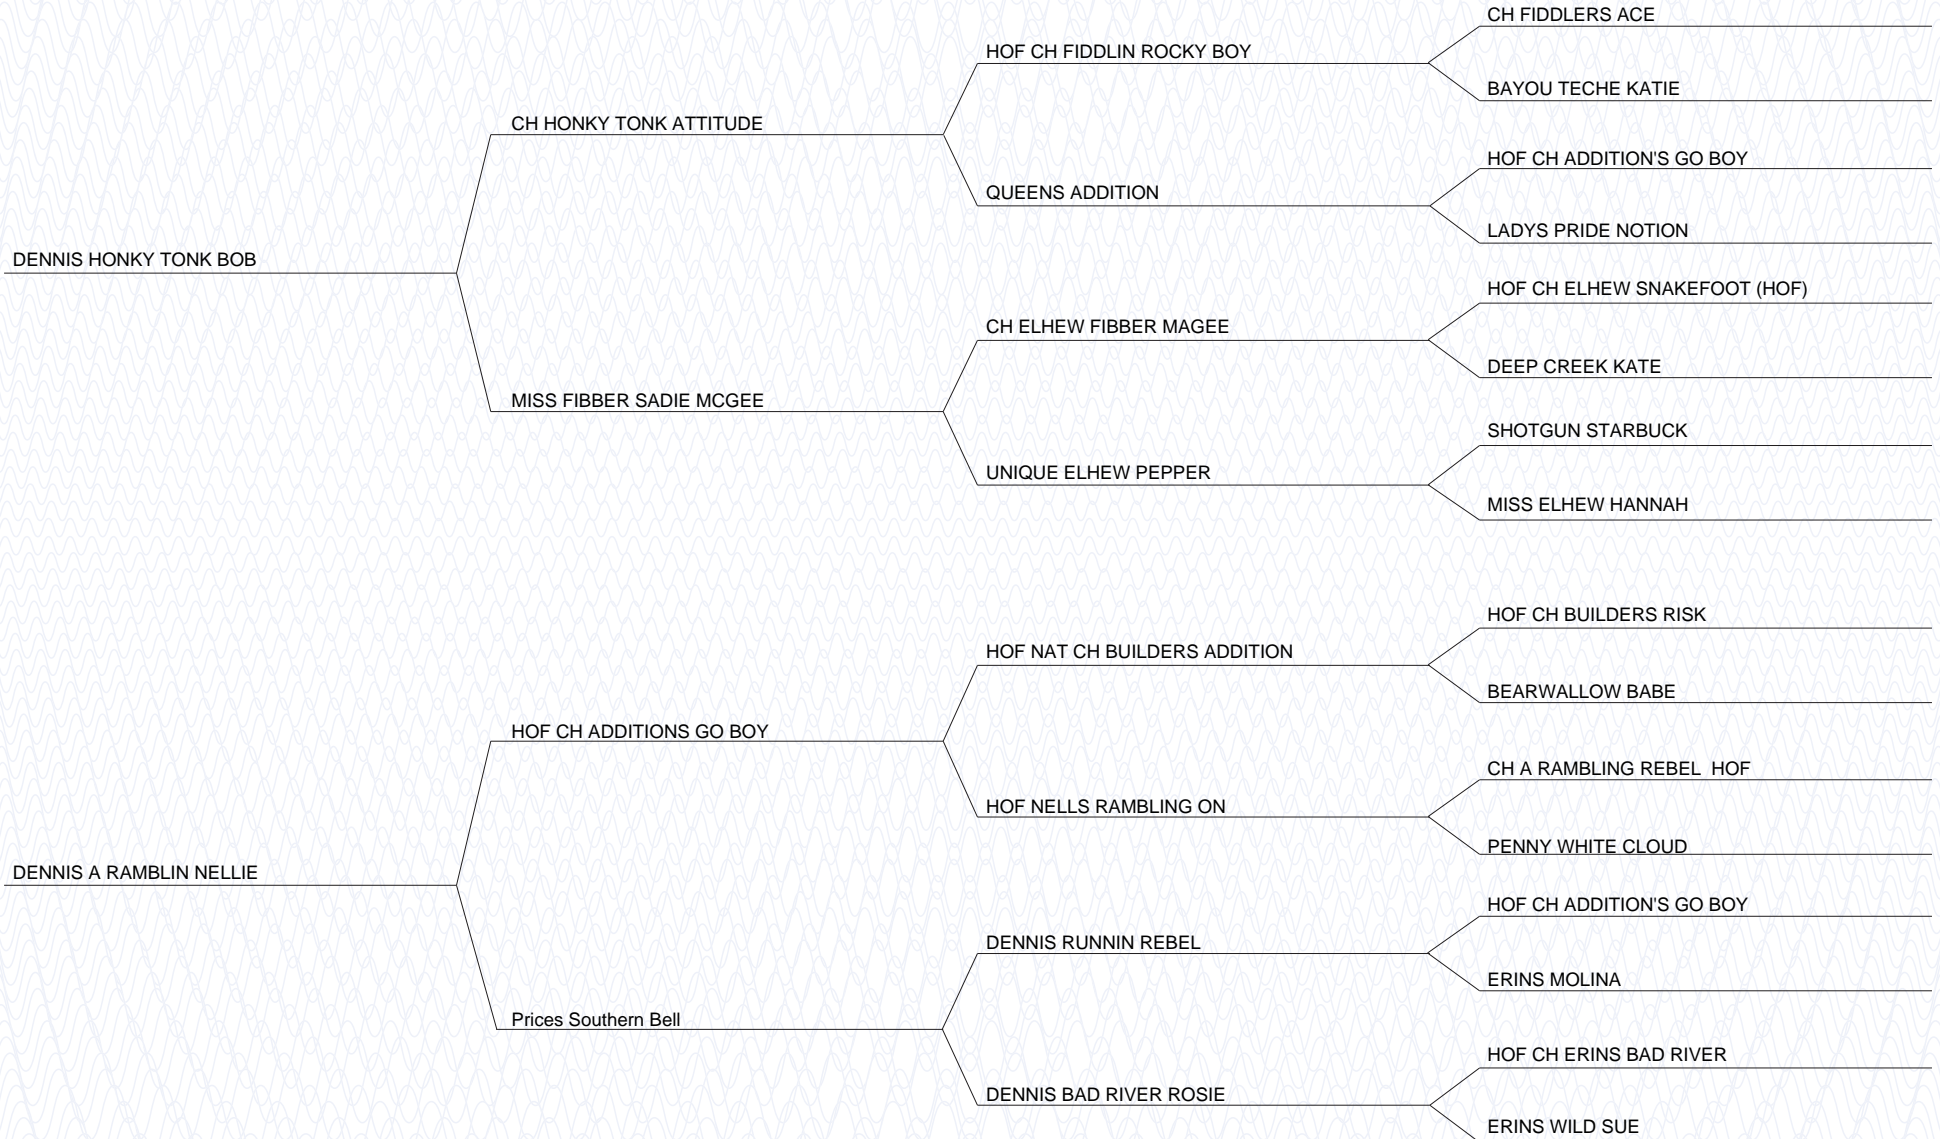 CH FIDDLERS ACE
HOF CH FIDDLIN ROCKY BOY
BAYOU TECHE KATIE
CH HONKY TONK ATTITUDE
HOF CH ADDITION'S GO BOY
QUEENS ADDITION
LADYS PRIDE NOTION
DENNIS HONKY TONK BOB
HOF CH ELHEW SNAKEFOOT (HOF)
CH ELHEW FIBBER MAGEE
DEEP CREEK KATE
MISS FIBBER SADIE MCGEE
SHOTGUN STARBUCK
UNIQUE ELHEW PEPPER
MISS ELHEW HANNAH
HOF CH BUILDERS RISK
HOF NAT CH BUILDERS ADDITION
BEARWALLOW BABE
HOF CH ADDITIONS GO BOY
CH A RAMBLING REBEL  HOF
HOF NELLS RAMBLING ON
PENNY WHITE CLOUD
DENNIS A RAMBLIN NELLIE
HOF CH ADDITION'S GO BOY
DENNIS RUNNIN REBEL
ERINS MOLINA
Prices Southern Bell
HOF CH ERINS BAD RIVER
DENNIS BAD RIVER ROSIE
ERINS WILD SUE